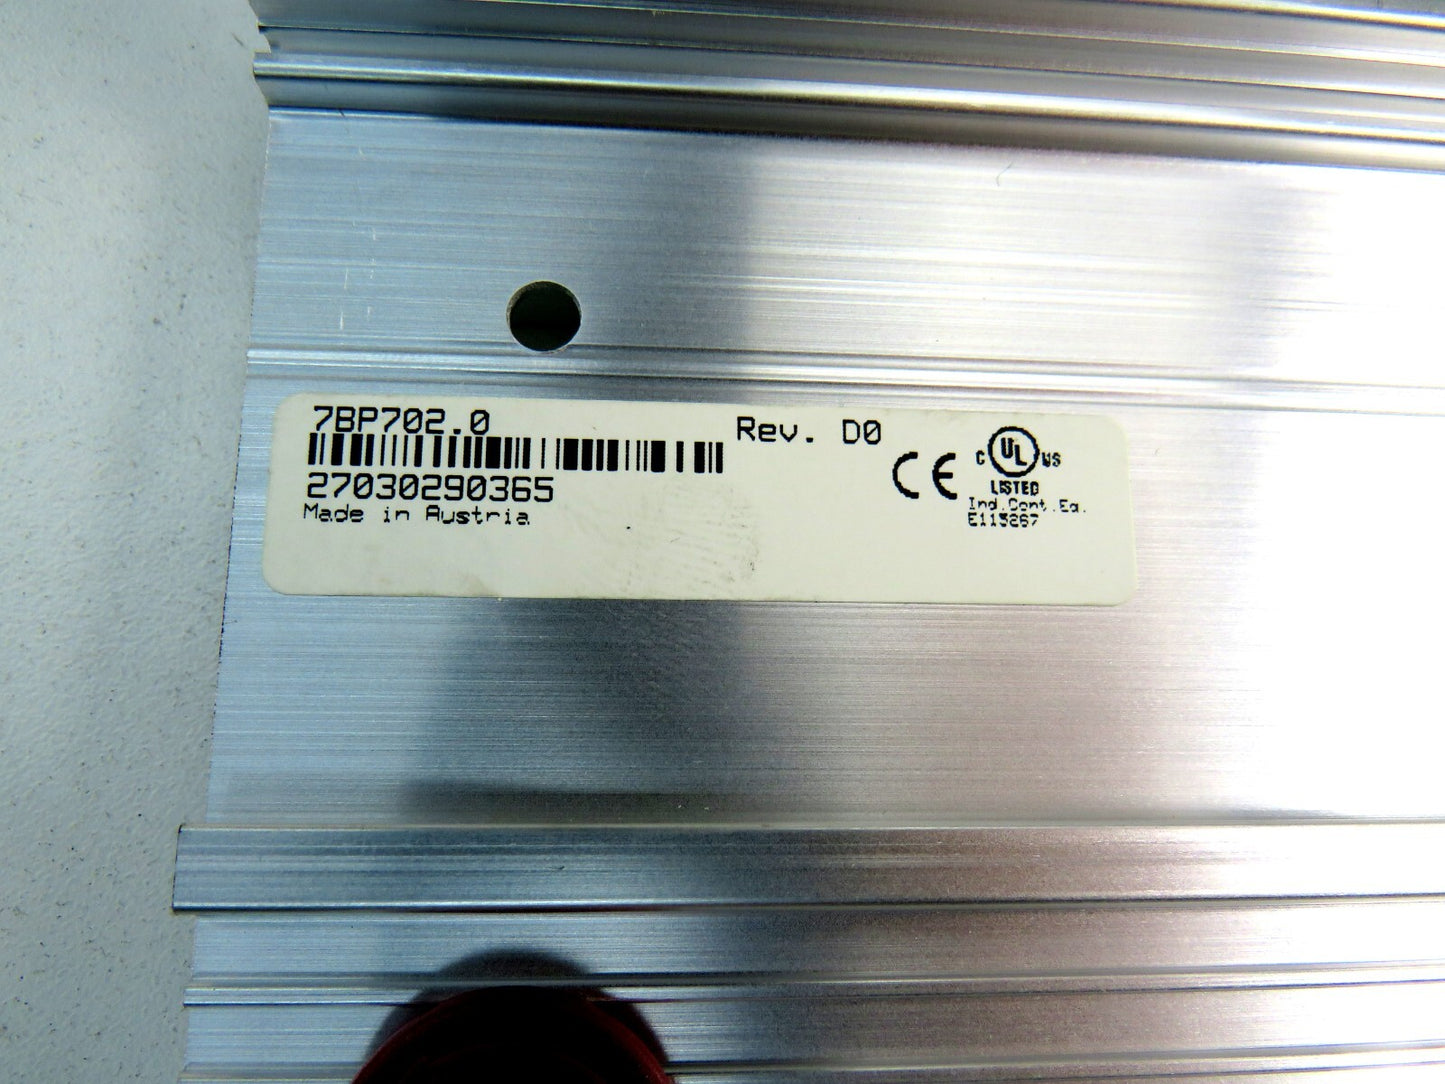 7BP702.0
Rev. D0
27030290365
Made in Austria
CE
C UL US
LISTED
Ind.Cont.Eq.
E115267